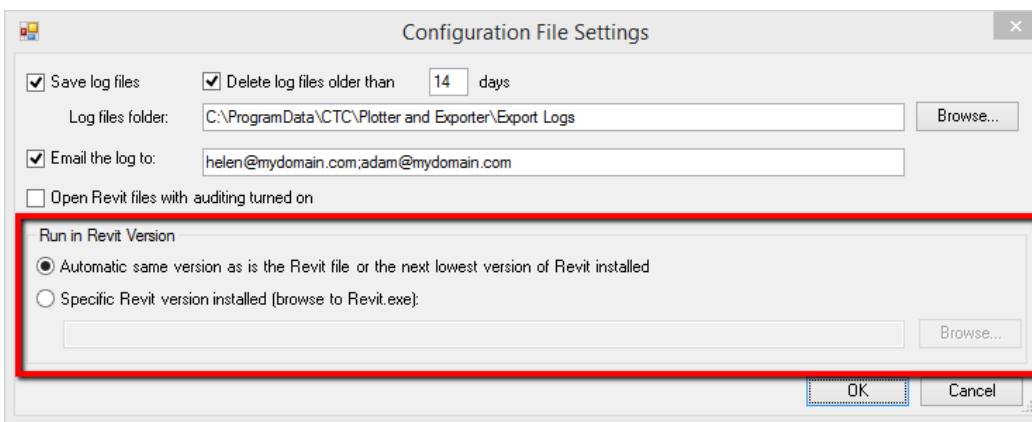 Configuration File Settings
Save log files Delete log files older than 14 days
Log files folder: C:\ProgramData\CTC\Plotter and Exporter\Export Logs Browse...
Email the log to: helen@mydomain.com;adam@mydomain.com
Open Revit files with auditing turned on
Run in Revit Version
Automatic same version as is the Revit file or the next lowest version of Revit installed
Specific Revit version installed (browse to Revit.exe):
Browse...
OK Cancel